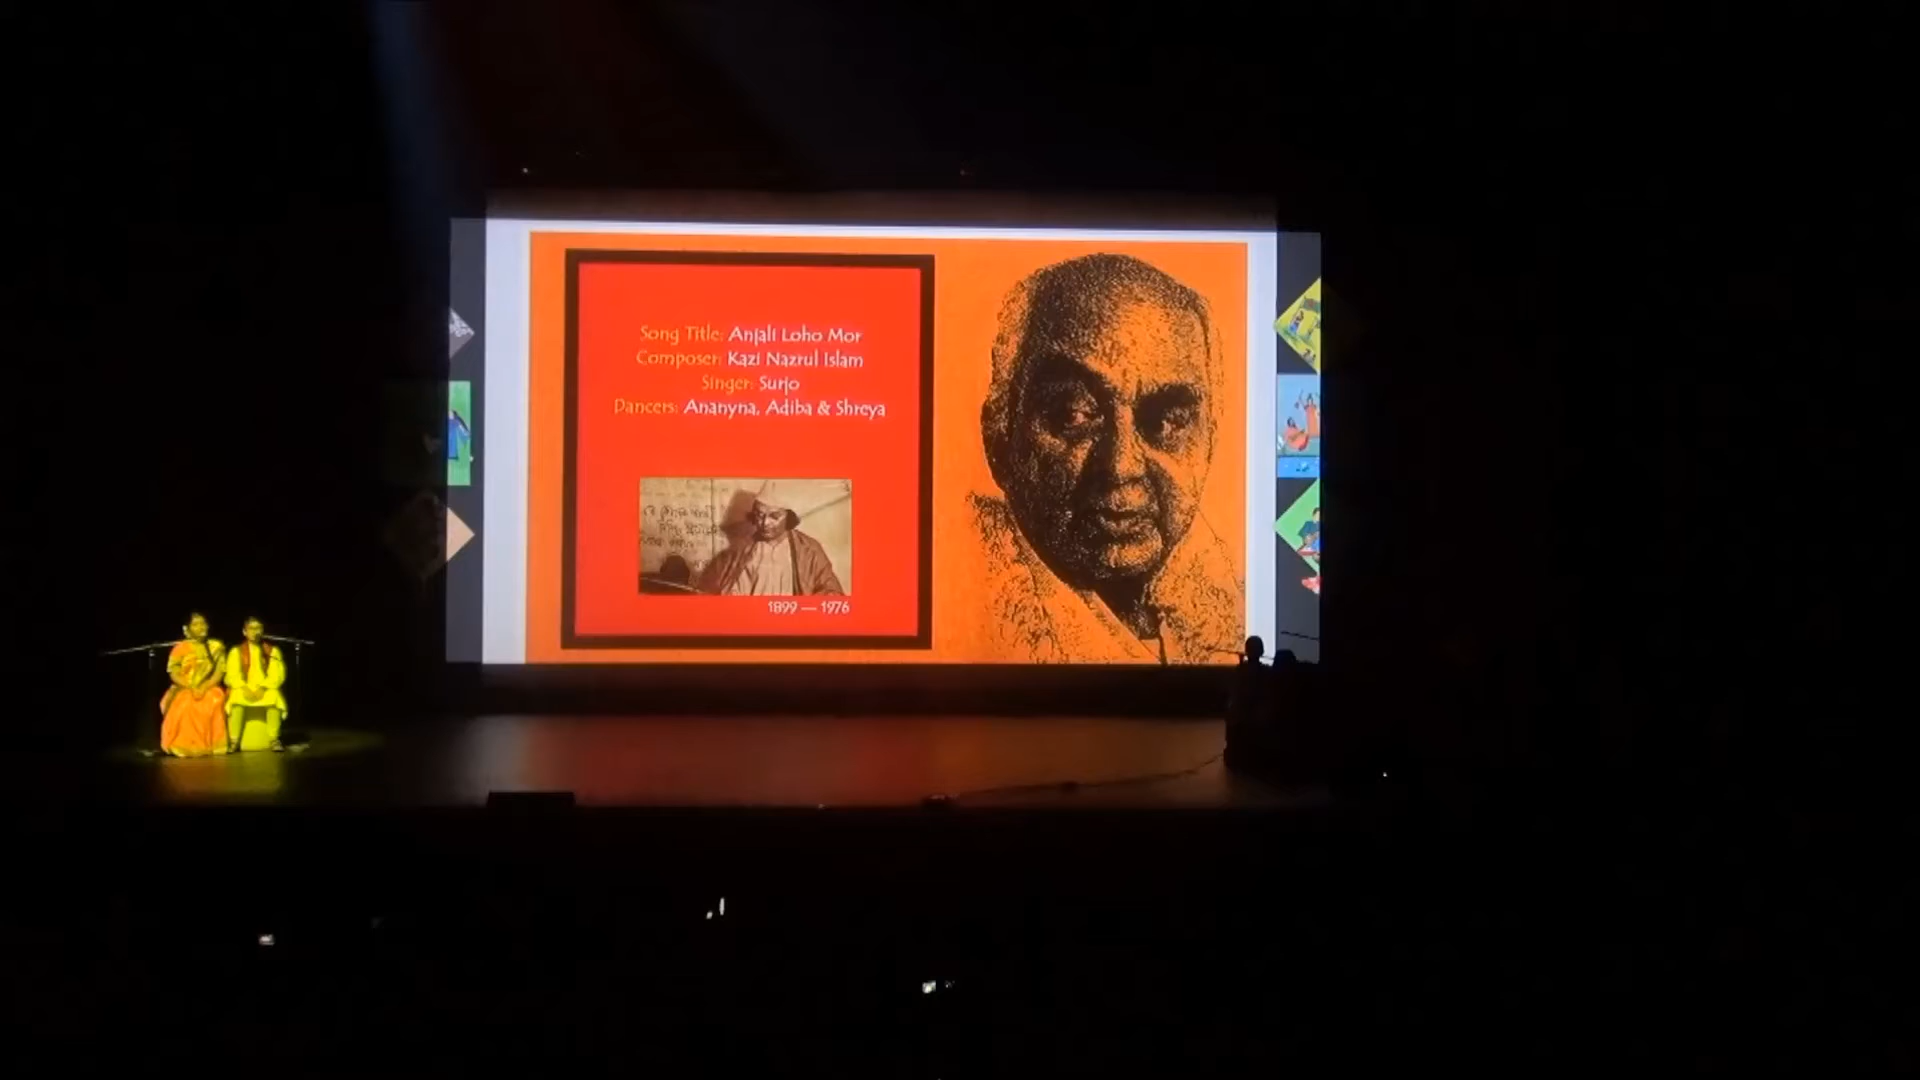 Song Title: Anjali Loho Mor
Composer: Kazi Nazrul Islam
Singer: Surjo
Dancers: Ananyna, Adiba & Shreya
1899 — 1976